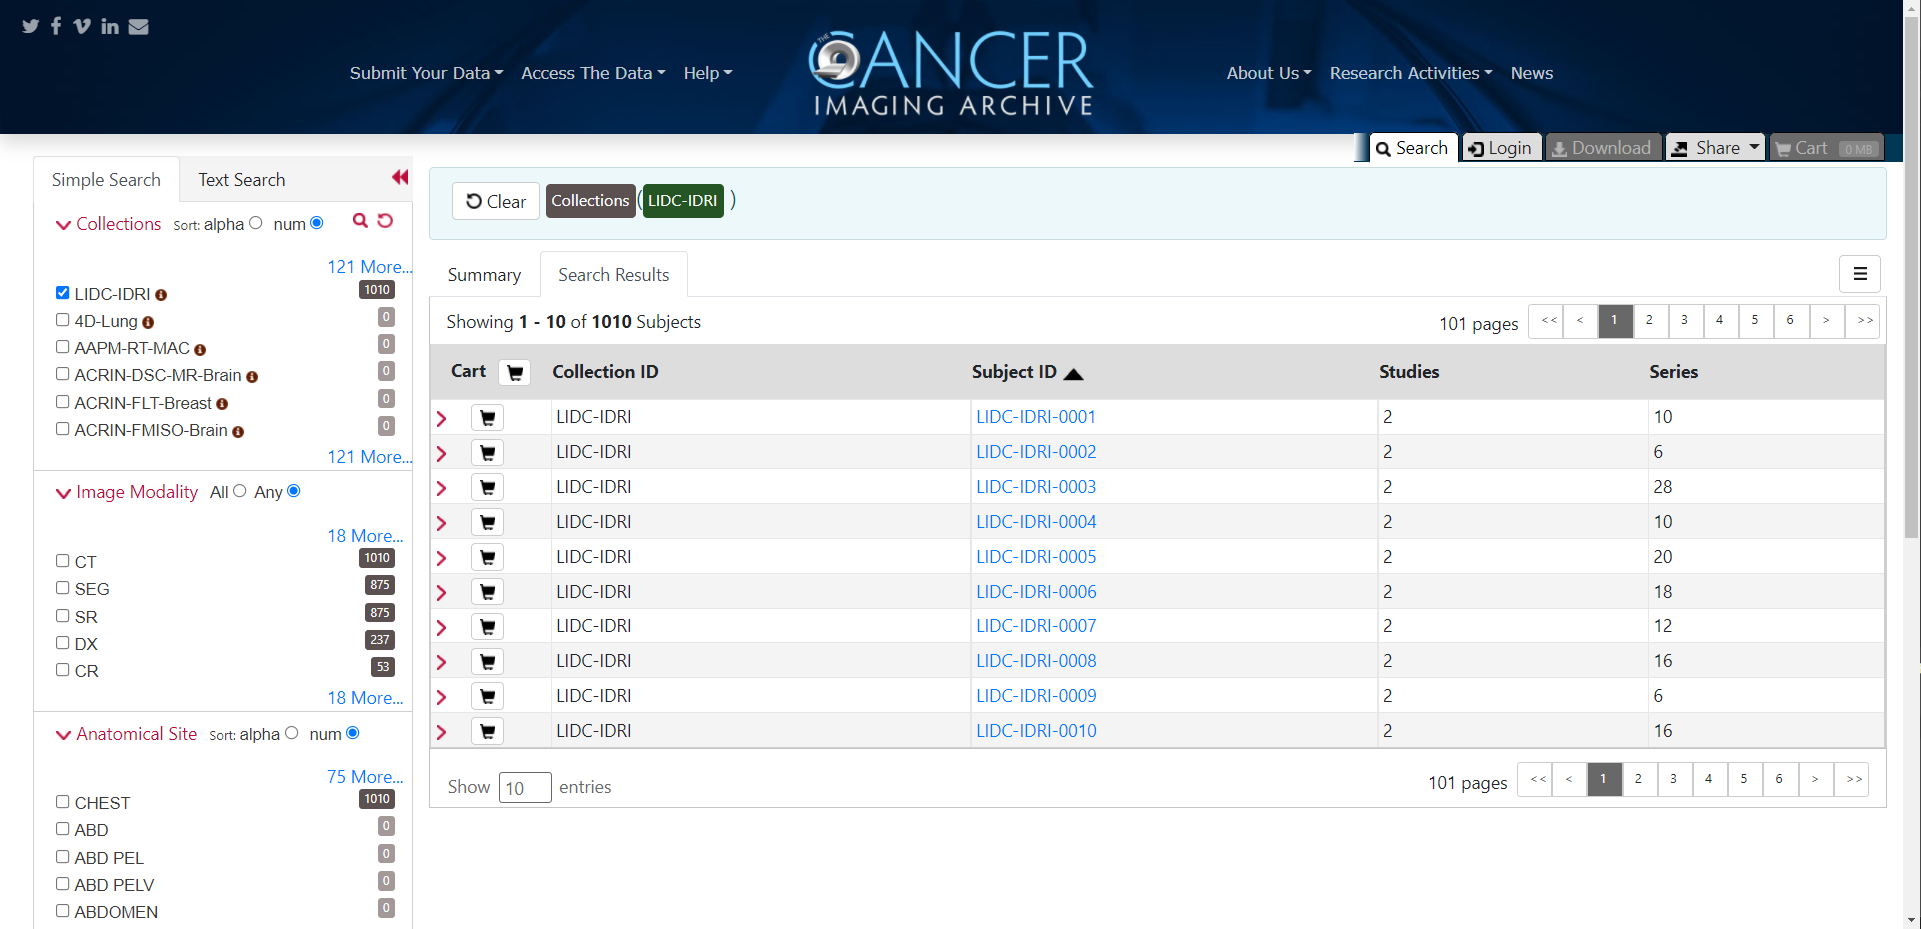 Submit Your Data Access The Data Help THE CANCER IMAGING ARCHIVE About Us Research Activities News
Search Login Download Share Cart 0 MB
Simple Search Text Search
Collections Sort: alpha num
121 More...
LIDC-IDRI 1010
4D-Lung 0
AAPM-RT-MAC 0
ACRIN-DSC-MR-Brain 0
ACRIN-FLT-Breast 0
ACRIN-FMISO-Brain 0
121 More...
Image Modality All Any
18 More...
CT 1010
SEG 875
SR 875
DX 237
CR 53
18 More...
Anatomical Site Sort: alpha num
75 More...
CHEST 1010
ABD 0
ABD PEL 0
ABD PELV 0
ABDOMEN 0
Clear Collections ( LIDC-IDRI )
Summary Search Results
Showing 1 - 10 of 1010 Subjects 101 pages << < 1 2 3 4 5 6 > >>
Cart Collection ID Subject ID Studies Series
LIDC-IDRI LIDC-IDRI-0001 2 10
LIDC-IDRI LIDC-IDRI-0002 2 6
LIDC-IDRI LIDC-IDRI-0003 2 28
LIDC-IDRI LIDC-IDRI-0004 2 10
LIDC-IDRI LIDC-IDRI-0005 2 20
LIDC-IDRI LIDC-IDRI-0006 2 18
LIDC-IDRI LIDC-IDRI-0007 2 12
LIDC-IDRI LIDC-IDRI-0008 2 16
LIDC-IDRI LIDC-IDRI-0009 2 6
LIDC-IDRI LIDC-IDRI-0010 2 16
Show 10 entries 101 pages << < 1 2 3 4 5 6 > >>